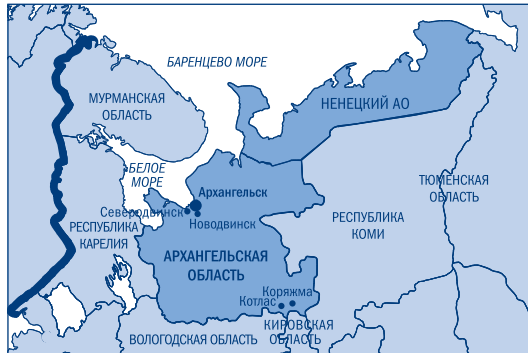 БАРЕНЦЕВО МОРЕ
НЕНЕЦКИЙ АО
МУРМАНСКАЯ
ОБЛАСТЬ
БЕЛОЕ
МОРЕ
Архангельск
ТЮМЕНСКАЯ
ОБЛАСТЬ
Северодвинск
Новодвинск
РЕСПУБЛИКА
КАРЕЛИЯ
РЕСПУБЛИКА
КОМИ
АРХАНГЕЛЬСКАЯ
ОБЛАСТЬ
Коряжма
Котлас
КИРОВСКАЯ
ОБЛАСТЬ
ВОЛОГОДСКАЯ ОБЛАСТЬ